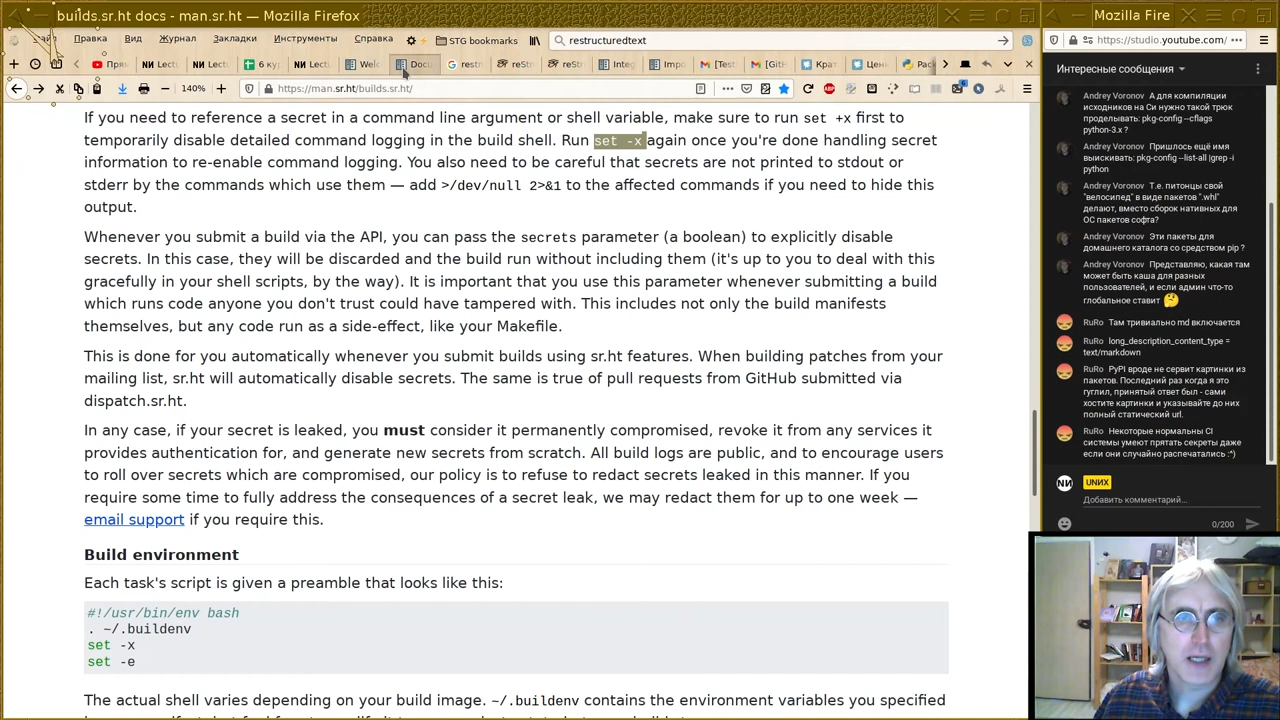 builds.sr.ht docs - man.sr.ht — Mozilla Firefox
Правка Вид Журнал Закладки Инструменты Справка STG bookmarks restructuredtext
Прив Lectu Lectu 6 ку Lectu Welc Docu restr reStr reStr Integ Impo [Test [GitH Крат Цен Pack
140% https://man.sr.ht/builds.sr.ht/
If you need to reference a secret in a command line argument or shell variable, make sure to run set +x first to
temporarily disable detailed command logging in the build shell. Run set -x again once you're done handling secret
information to re-enable command logging. You also need to be careful that secrets are not printed to stdout or
stderr by the commands which use them — add >/dev/null 2>&1 to the affected commands if you need to hide this
output.
Whenever you submit a build via the API, you can pass the secrets parameter (a boolean) to explicitly disable
secrets. In this case, they will be discarded and the build run without including them (it's up to you to deal with this
gracefully in your shell scripts, by the way). It is important that you use this parameter whenever submitting a build
which runs code anyone you don't trust could have tampered with. This includes not only the build manifests
themselves, but any code run as a side-effect, like your Makefile.
This is done for you automatically whenever you submit builds using sr.ht features. When building patches from your
mailing list, sr.ht will automatically disable secrets. The same is true of pull requests from GitHub submitted via
dispatch.sr.ht.
In any case, if your secret is leaked, you must consider it permanently compromised, revoke it from any services it
provides authentication for, and generate new secrets from scratch. All build logs are public, and to encourage users
to roll over secrets which are compromised, our policy is to refuse to redact secrets leaked in this manner. If you
require some time to fully address the consequences of a secret leak, we may redact them for up to one week —
email support if you require this.
Build environment
Each task's script is given a preamble that looks like this:
#!/usr/bin/env bash
. ~/.buildenv
set -x
set -e
The actual shell varies depending on your build image. ~/.buildenv contains the environment variables you specified
Mozilla Fire
https://studio.youtube.com/
Интересные сообщения
Andrey Voronov А для компиляции
исходников на Си нужно такой трюк
проделывать: pkg-config --cflags
python-3.x ?
Andrey Voronov Пришлось ещё имя
выискивать: pkg-config --list-all |grep -i
python
Andrey Voronov Т.е. питонцы свой
"велосипед" в виде пакетов ".whl"
делают, вместо сборок нативных для
ОС пакетов софта?
Andrey Voronov Эти пакеты для
домашнего каталога со средством pip ?
Andrey Voronov Представляю, какая там
может быть каша для разных
пользователей, и если админ что-то
глобальное ставит 🤔
RuRo Там тривиально md включается
RuRo long_description_content_type =
text/markdown
RuRo PyPI вроде не сервит картинки из
пакетов. Последний раз когда я это
гуглил, принятый ответ был - сами
хостите картинки и указывайте до них
полный статический url.
RuRo Некоторые нормальны CI
системы умеют прятать секреты даже
если они случайно распечатались :^)
UNИX
Добавить комментарий...
0/200